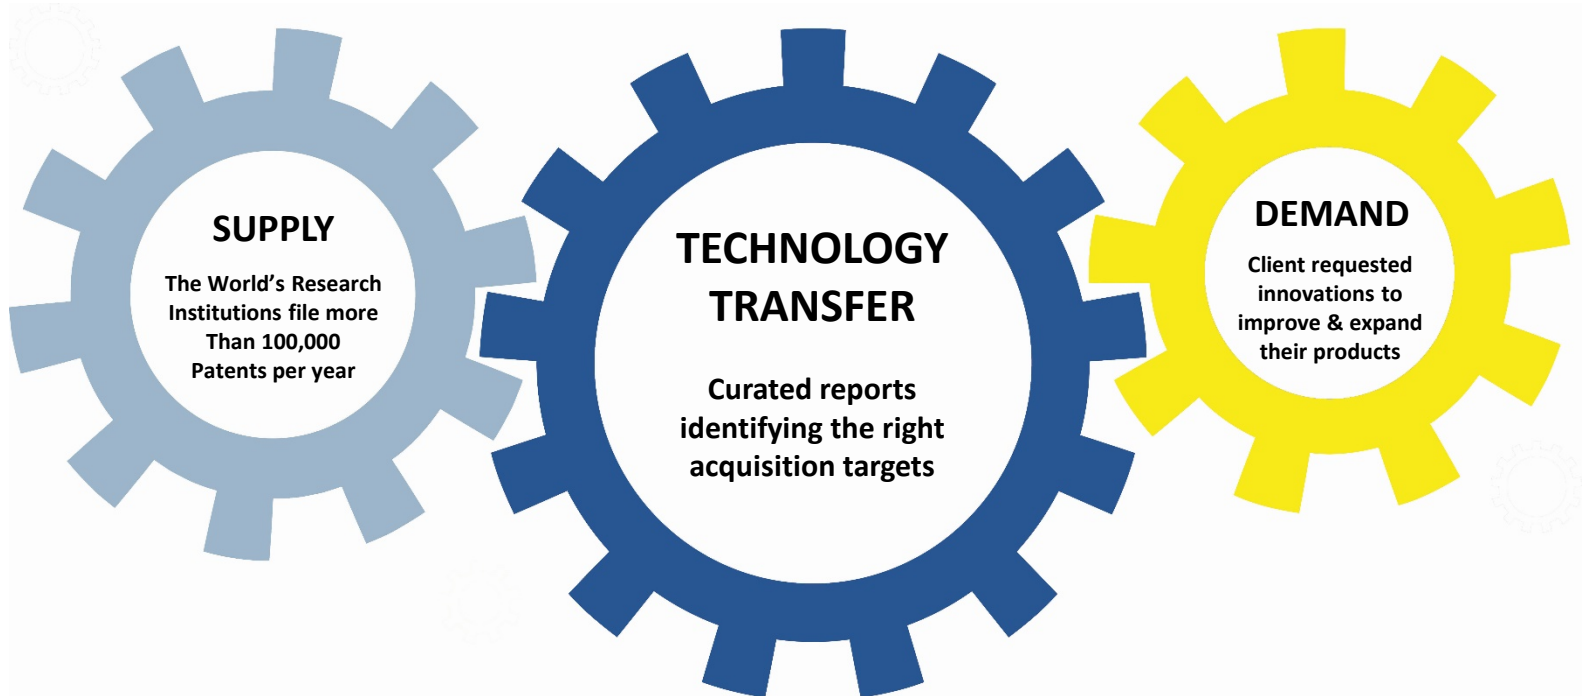 SUPPLY
The World’s Research
Institutions file more
Than 100,000
Patents per year
TECHNOLOGY
TRANSFER
Curated reports
identifying the right
acquisition targets
DEMAND
Client requested
innovations to
improve & expand
their products